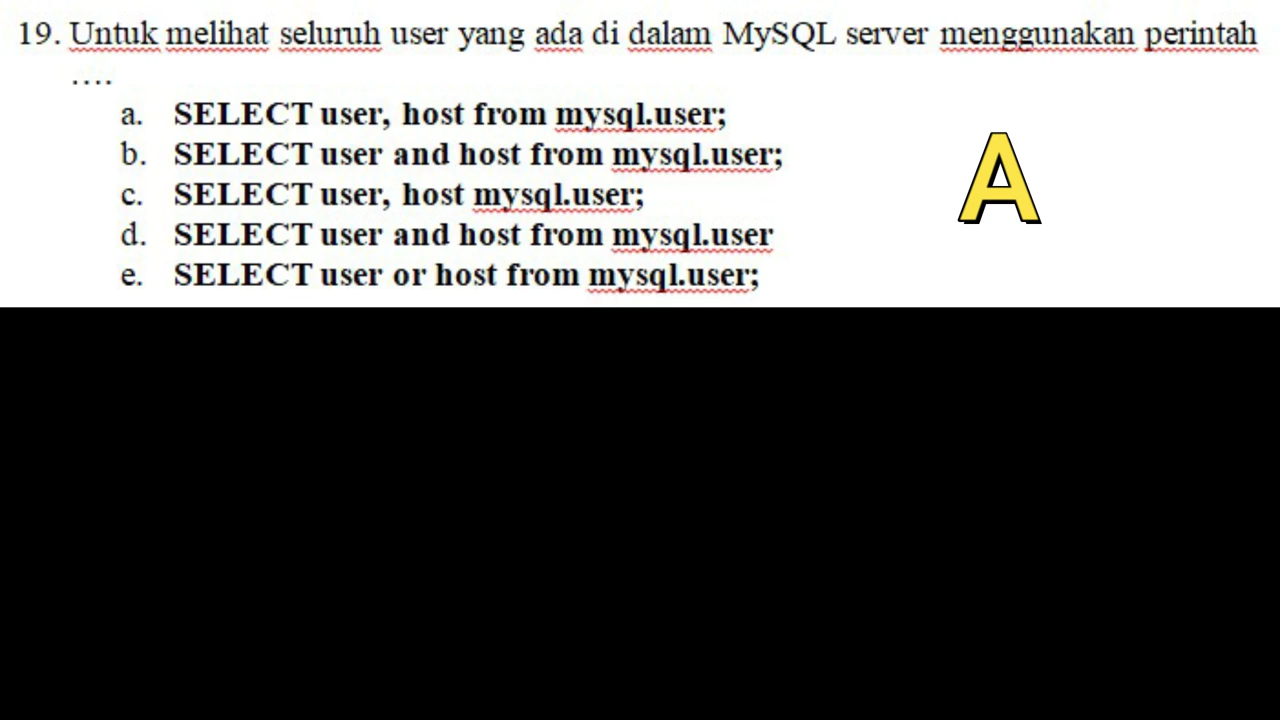 19. Untuk melihat seluruh user yang ada di dalam MySQL server menggunakan perintah
....
a. SELECT user, host from mysql.user;
b. SELECT user and host from mysql.user;
c. SELECT user, host mysql.user;
d. SELECT user and host from mysql.user
e. SELECT user or host from mysql.user;
A